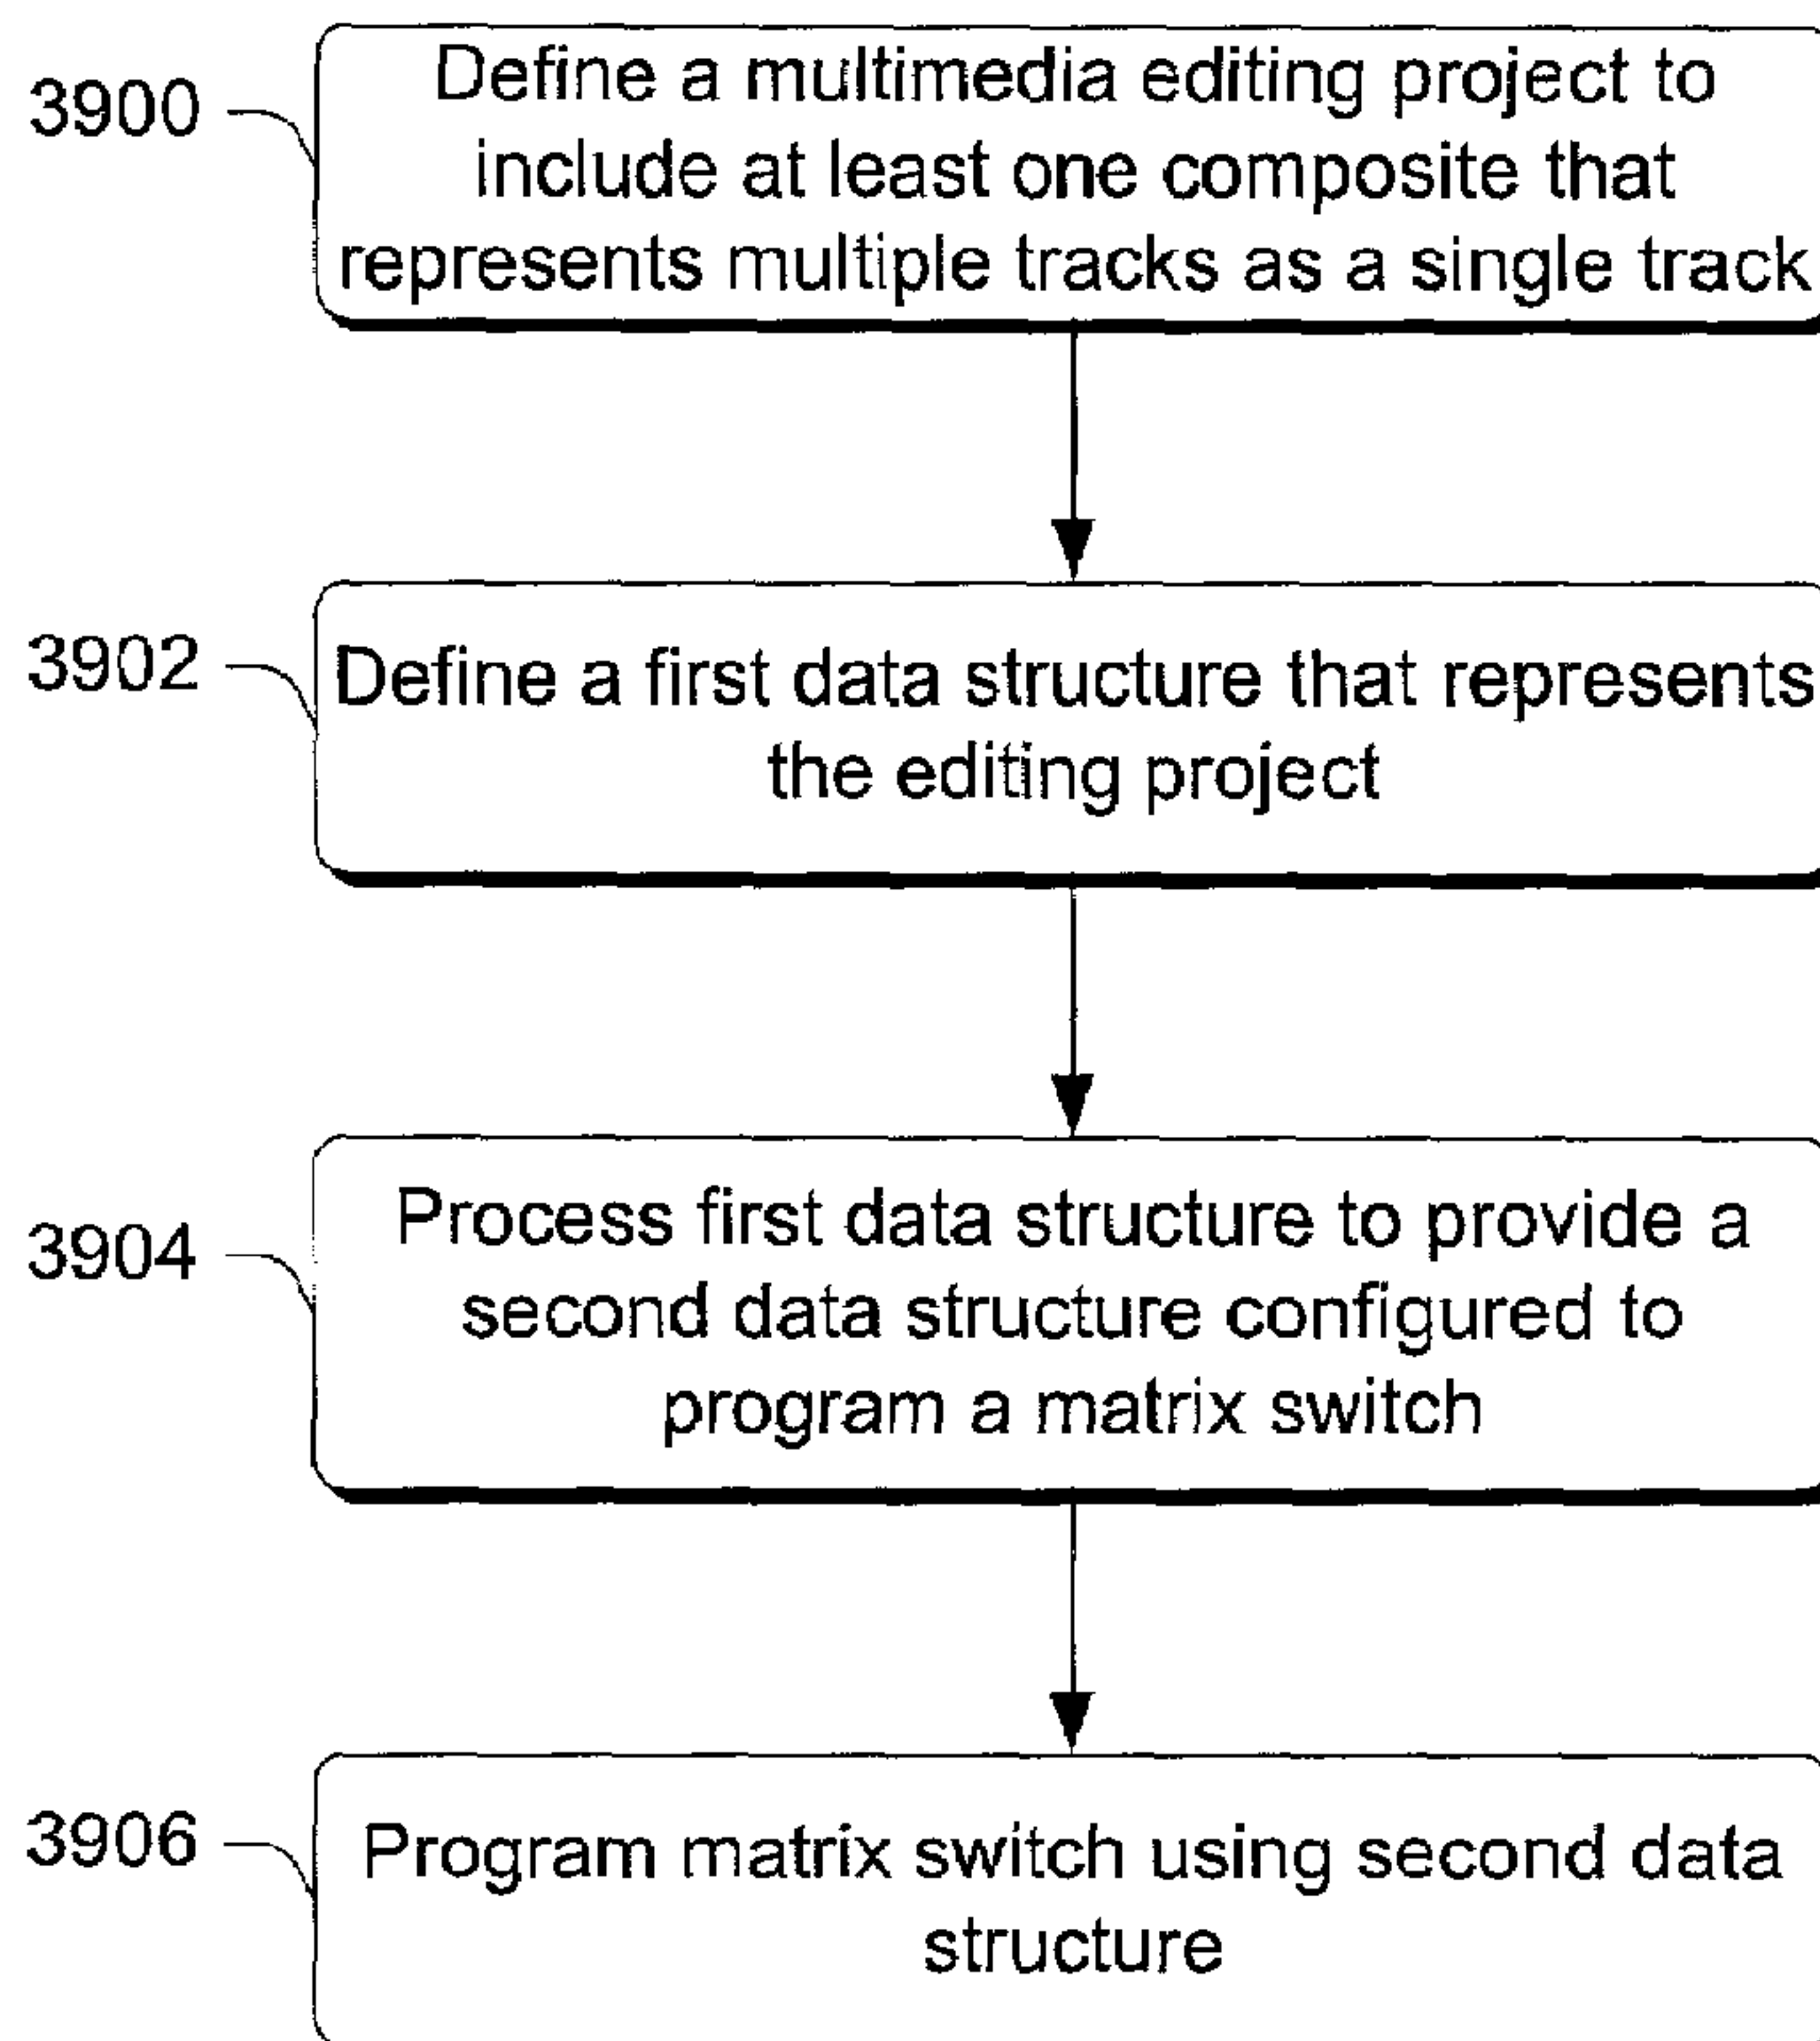 3900
Define a multimedia editing project to
include at least one composite that
represents multiple tracks as a single track
3902
Define a first data structure that represents
the editing project
3904
Process first data structure to provide a
second data structure configured to
program a matrix switch
3906
Program matrix switch using second data
structure